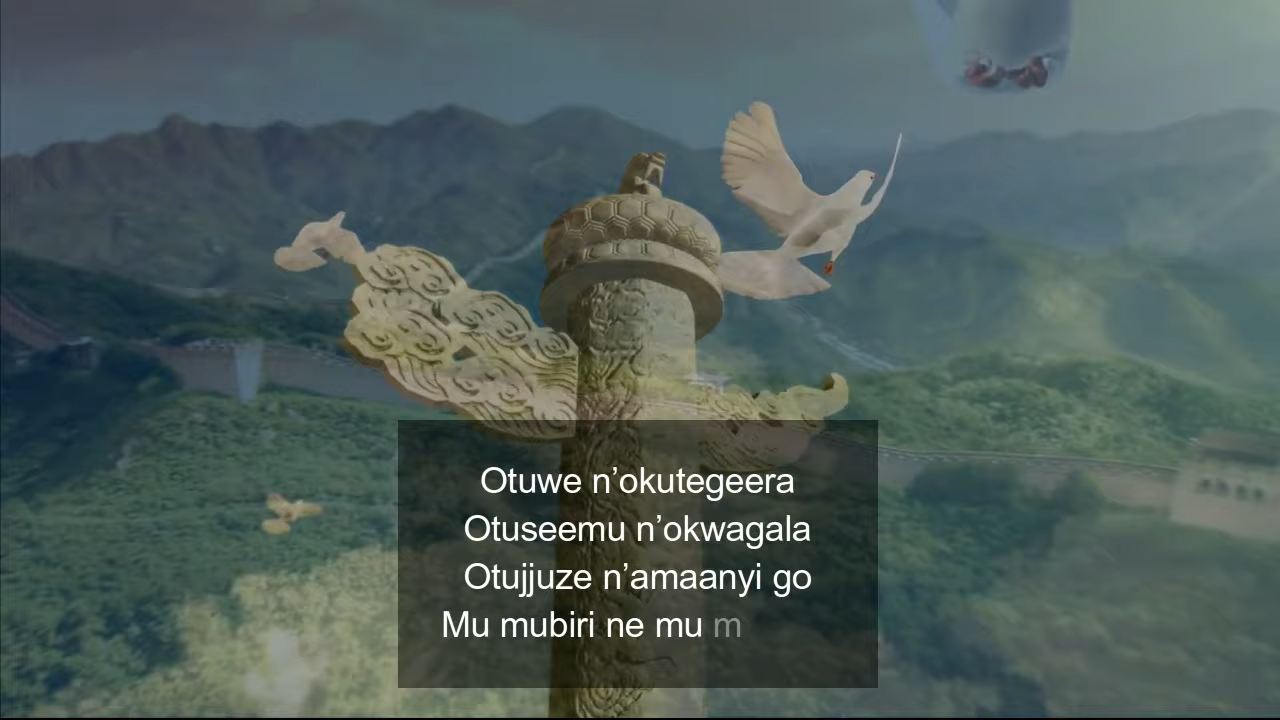 Otuwe n’okutegeera
Otuseemu n’okwagala
Otujjuze n’amaanyi go
Mu mubiri ne mu m